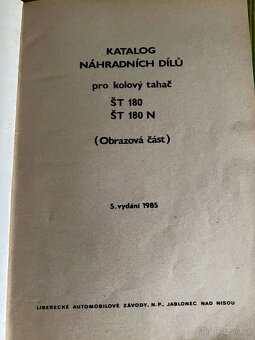 KATALOG
NÁHRADNÍCH DÍLŮ
pro kolový tahač
ŠT 180
ŠT 180 N
(Obrazová část)
5. vydání 1985
LIBERECKÉ AUTOMOBILOVÉ ZÁVODY, N. P., JABLONEC NAD NISOU